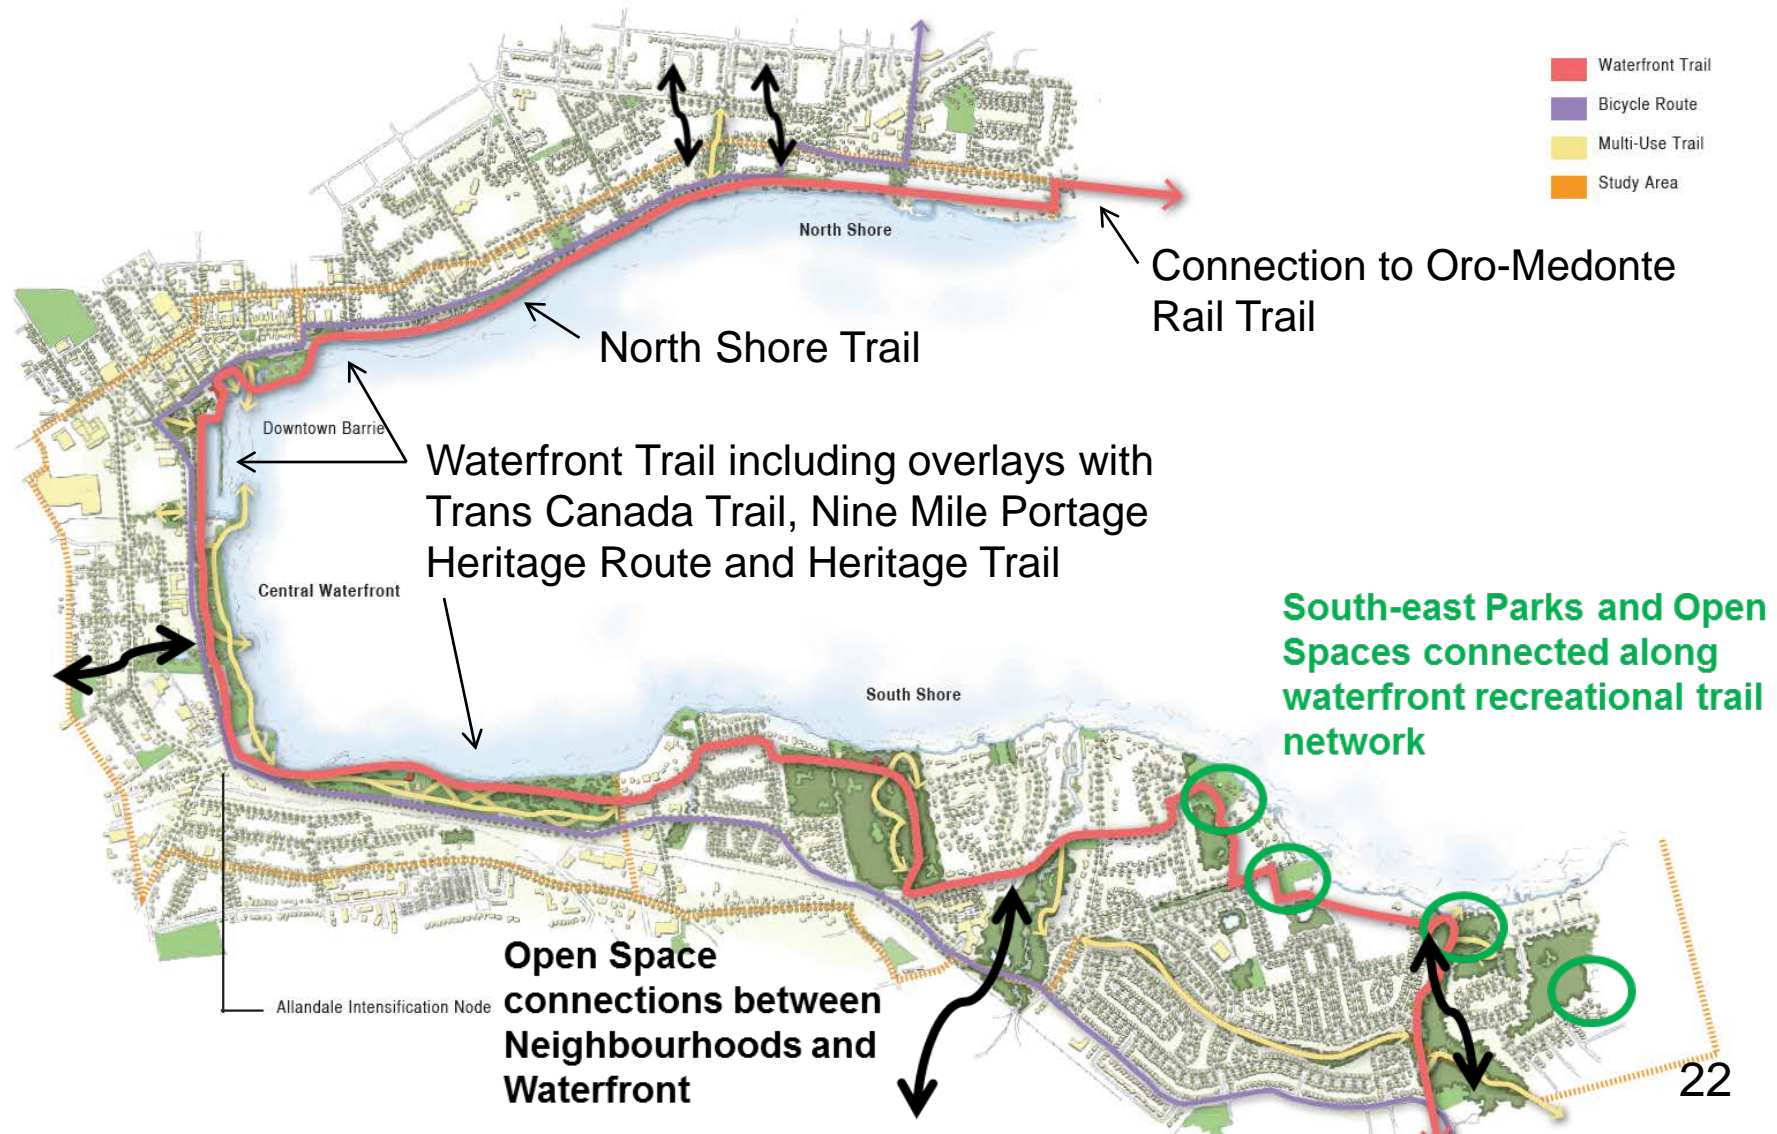 Waterfront Trail
Bicycle Route
Multi-Use Trail
Study Area
North Shore
Connection to Oro-Medonte
Rail Trail
North Shore Trail
Downtown Barrie
Waterfront Trail including overlays with
Trans Canada Trail, Nine Mile Portage
Heritage Route and Heritage Trail
Central Waterfront
South-east Parks and Open
Spaces connected along
waterfront recreational trail
network
South Shore
Open Space
connections between
Neighbourhoods and
Waterfront
Allandale Intensification Node
22